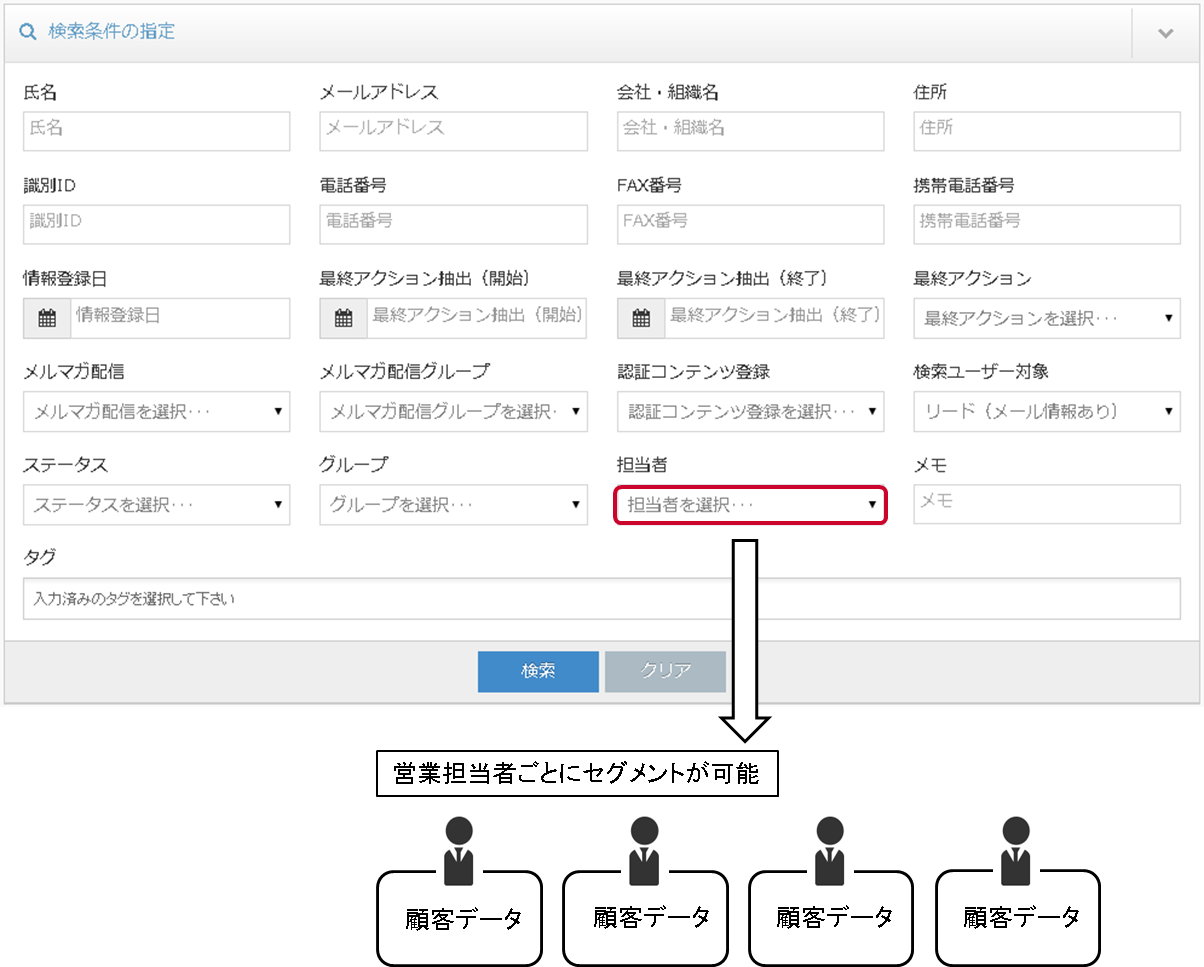 検索条件の指定
氏名 メールアドレス 会社・組織名 住所
氏名 メールアドレス 会社・組織名 住所
識別ID 電話番号 FAX番号 携帯電話番号
識別ID 電話番号 FAX番号 携帯電話番号
情報登録日 最終アクション抽出（開始） 最終アクション抽出（終了） 最終アクション
情報登録日 最終アクション抽出（開始） 最終アクション抽出（終了） 最終アクションを選択･･･
メルマガ配信 メルマガ配信グループ 認証コンテンツ登録 検索ユーザー対象
メルマガ配信を選択･･･ メルマガ配信グループを選択･ 認証コンテンツ登録を選択･･･ リード（メール情報あり）
ステータス グループ 担当者 メモ
ステータスを選択･･･ グループを選択･･･ 担当者を選択･･･ メモ
タグ
入力済みのタグを選択して下さい
検索 クリア
営業担当者ごとにセグメントが可能
顧客データ 顧客データ 顧客データ 顧客データ